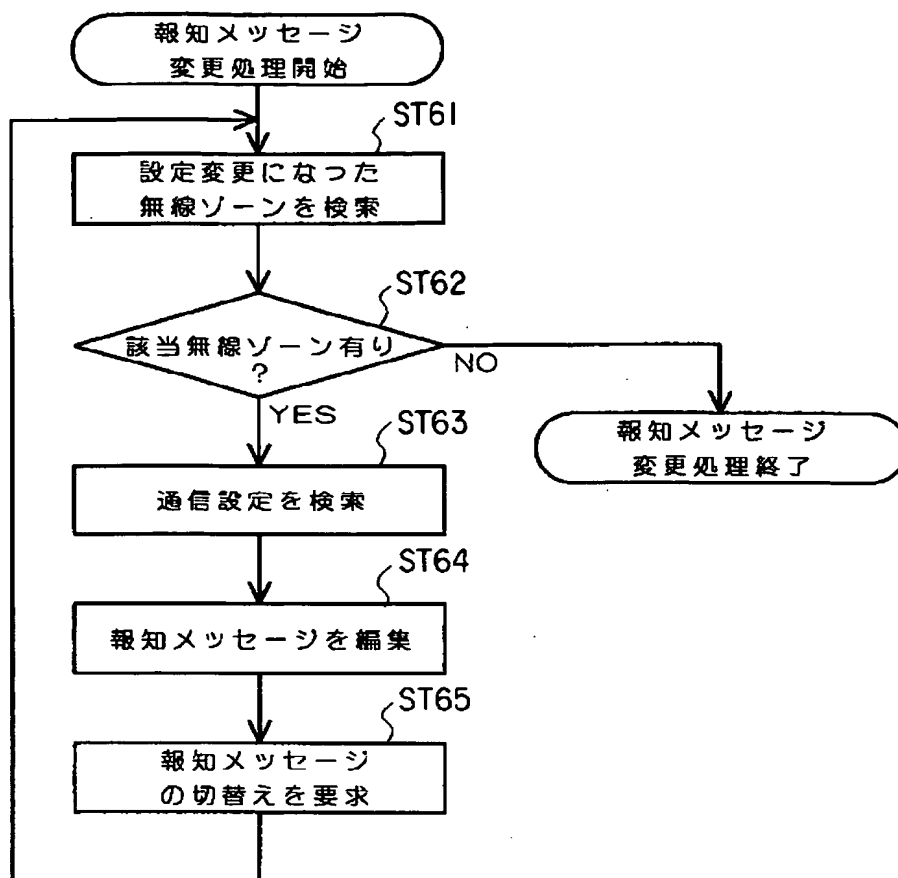 報知メッセージ
変更処理開始
ST61
設定変更になった
無線ゾーンを検索
ST62
該当無線ゾーン有り
?
NO
YES
報知メッセージ
変更処理終了
ST63
通信設定を検索
ST64
報知メッセージを編集
ST65
報知メッセージ
の切替えを要求